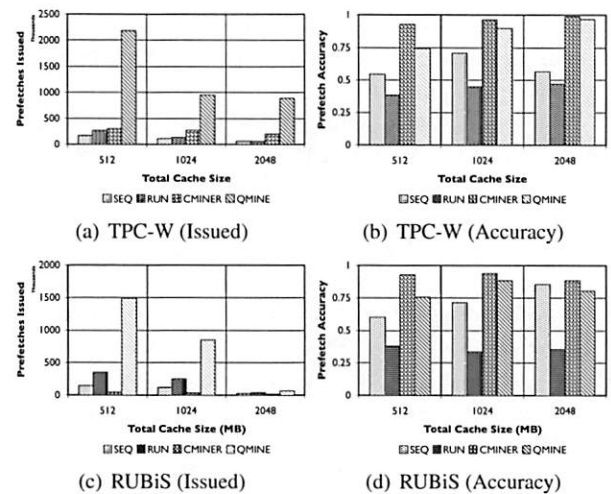 2500
2000
1500
1000
500
0
Prefetches Issued
Thousands
512 1024 2048
Total Cache Size
SEQ RUN CMINER QMINE
(a) TPC-W (Issued)
1
0.75
0.5
0.25
0
Prefetch Accuracy
512 1024 2048
Total Cache Size
SEQ RUN CMINER QMINE
(b) TPC-W (Accuracy)
2000
1500
1000
500
0
Prefetches Issued
Thousands
512 1024 2048
Total Cache Size (MB)
SEQ RUN CMINER QMINE
(c) RUBiS (Issued)
1
0.75
0.5
0.25
0
Prefetch Accuracy
512 1024 2048
Total Cache Size (MB)
SEQ RUN CMINER QMINE
(d) RUBiS (Accuracy)